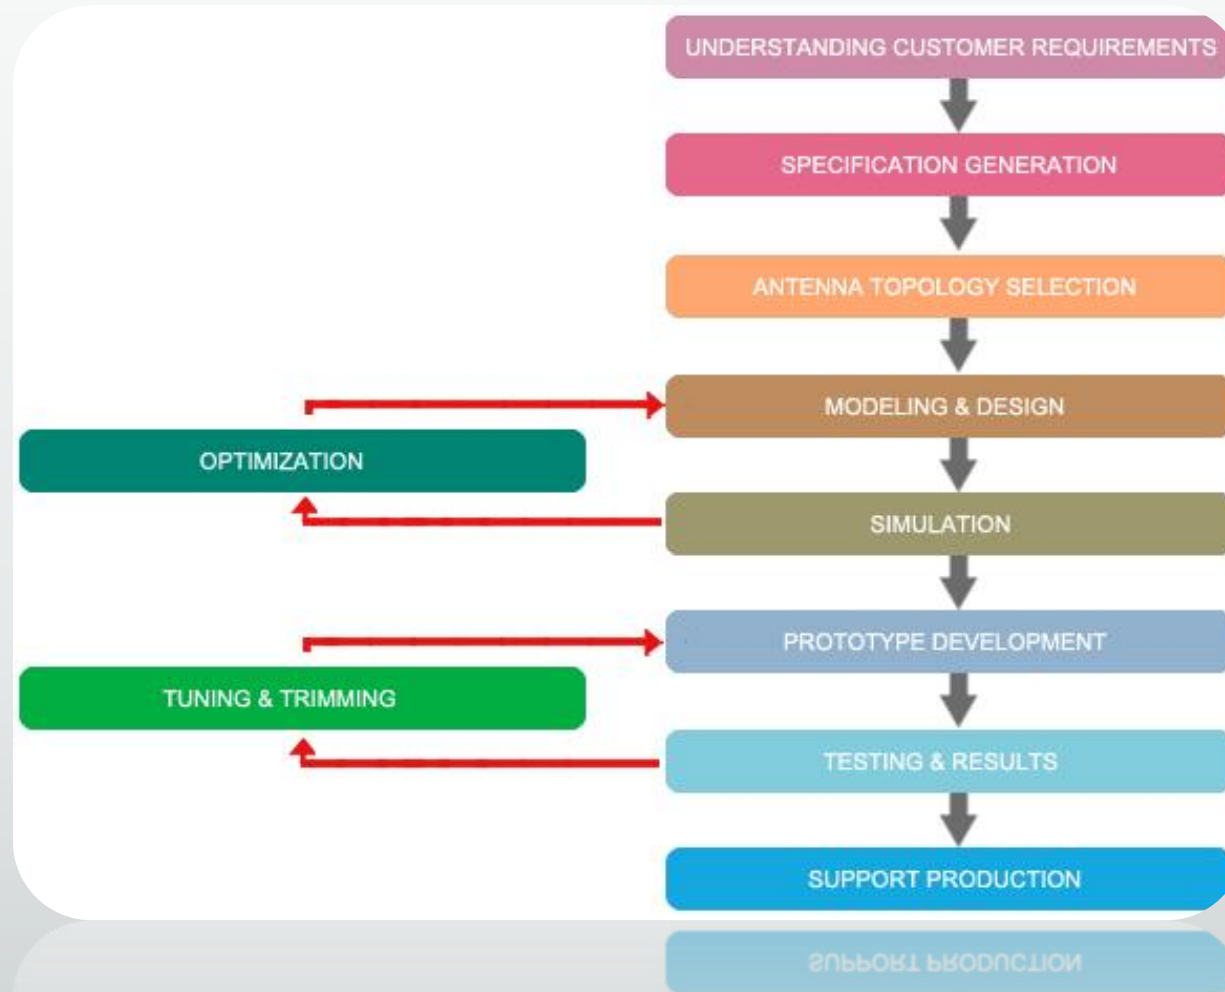 UNDERSTANDING CUSTOMER REQUIREMENTS
SPECIFICATION GENERATION
ANTENNA TOPOLOGY SELECTION
MODELING & DESIGN
OPTIMIZATION
SIMULATION
PROTOTYPE DEVELOPMENT
TUNING & TRIMMING
TESTING & RESULTS
SUPPORT PRODUCTION